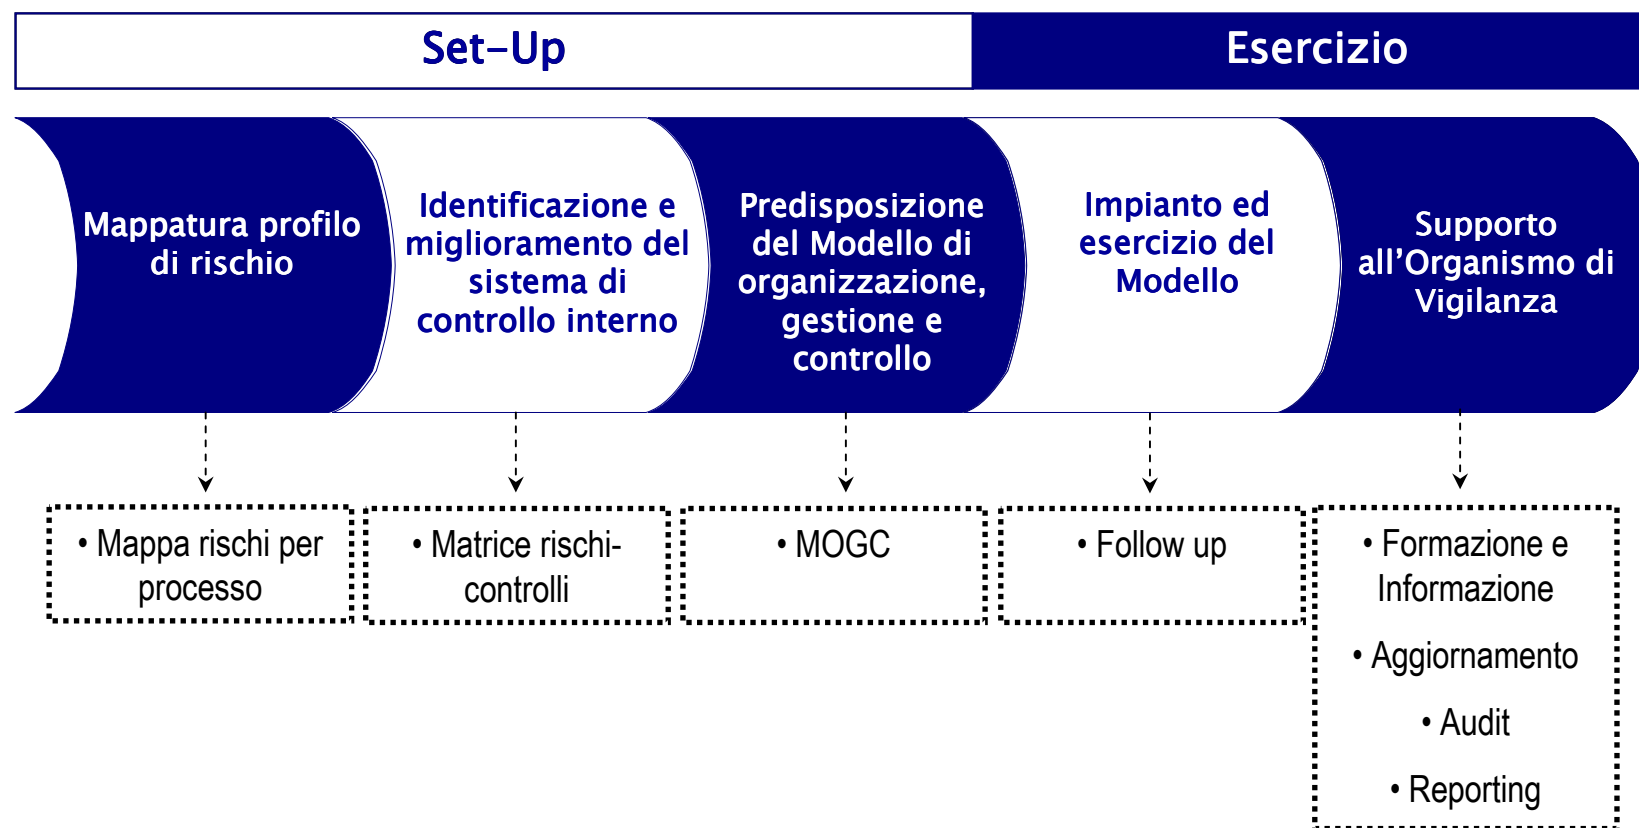 Set-Up
Esercizio
Mappatura profilo
di rischio
Identificazione e
miglioramento del
sistema di
controllo interno
Predisposizione
del Modello di
organizzazione,
gestione e
controllo
Impianto ed
esercizio del
Modello
Supporto
all’Organismo di
Vigilanza
• Mappa rischi per
processo
• Matrice rischi-
controlli
• MOGC
• Follow up
• Formazione e
Informazione
• Aggiornamento
• Audit
• Reporting